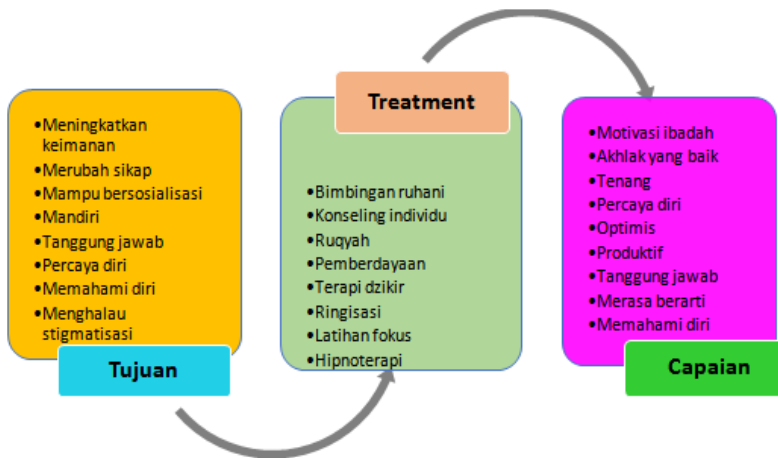 •Meningkatkan
keimanan
•Merubah sikap
•Mampu bersosialisasi
•Mandiri
•Tanggung jawab
•Percaya diri
•Memahami diri
•Menghalau
stigmatisasi
Tujuan
Treatment
•Bimbingan ruhani
•Konseling individu
•Ruqyah
•Pemberdayaan
•Terapi dzikir
•Ringisasi
•Latihan fokus
•Hipnoterapi
•Motivasi ibadah
•Akhlak yang baik
•Tenang
•Percaya diri
•Optimis
•Produktif
•Tanggung jawab
•Merasa berarti
•Memahami diri
Capaian